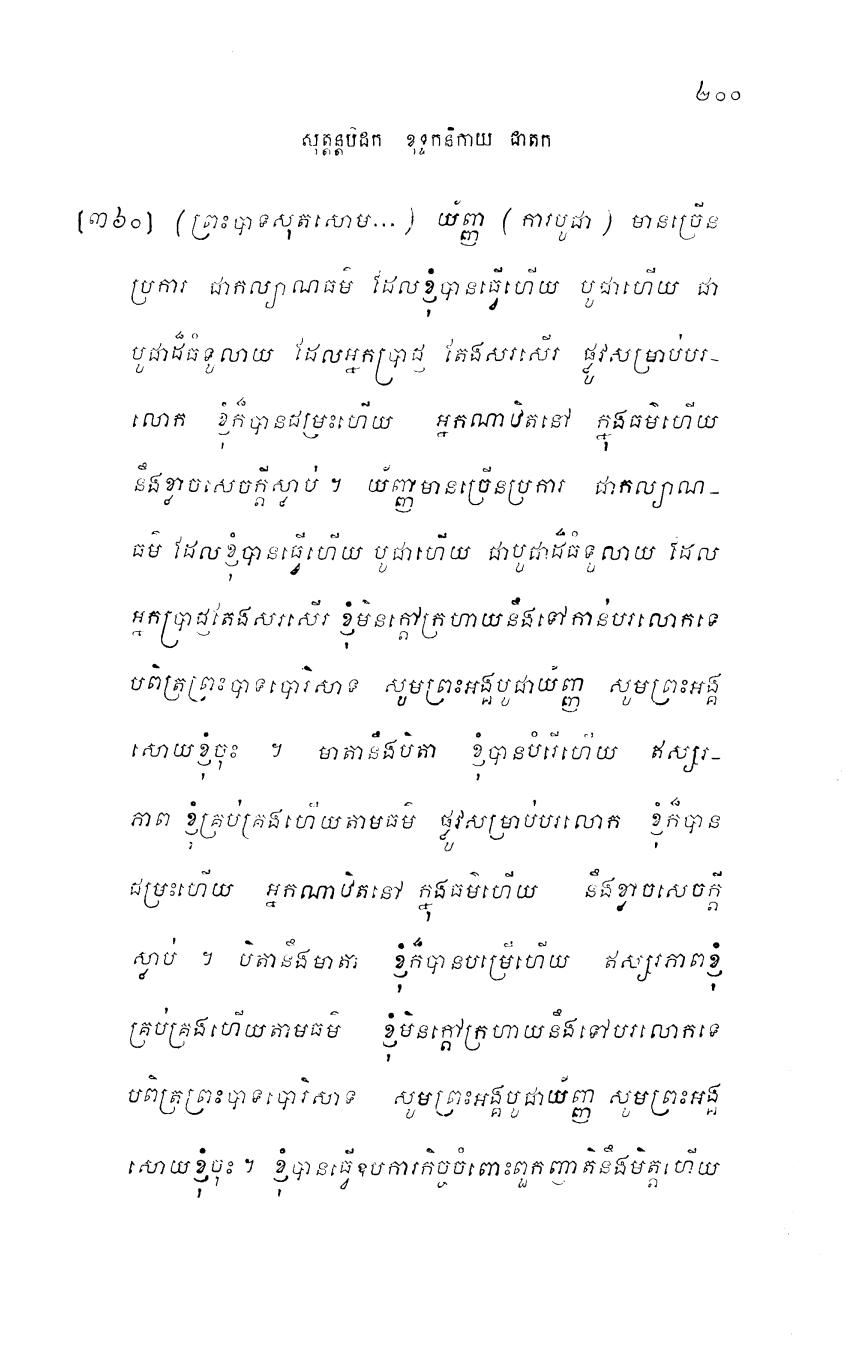 ២០០
សុត្តន្តបិដក ខុទ្ទកនិកាយ ជាតក
[៣៦០] (ព្រះបាទសុតសោម...) យ័ញ្ញ (ការបូជា) មានច្រើន
ប្រការ ជាកល្យាណធម៌ ដែលខ្ញុំបានធ្វើហើយ បូជាហើយ ជា
បូជាដ៏ធំទូលាយ ដែលអ្នកប្រាជ្ញ តែងសរសើរ ផ្លូវសម្រាប់បរ-
លោក ខ្ញុំក៏បានជម្រះហើយ អ្នកណាឋិតនៅ ក្នុងធម៌ហើយ
នឹងខ្លាចសេចក្តីស្លាប់ ។ យ័ញ្ញមានច្រើនប្រការ ជាកល្យាណ-
ធម៌ ដែលខ្ញុំបានធ្វើហើយ បូជាហើយ ជាបូជាដ៏ធំទូលាយ ដែល
អ្នកប្រាជ្ញតែងសរសើរ ខ្ញុំមិនក្តៅក្រហាយនឹងទៅកាន់បរលោកទេ
បពិត្រព្រះបាទបោរិសាទ សូមព្រះអង្គបូជាយ័ញ្ញ សូមព្រះអង្គ
សោយខ្ញុំចុះ ។ មាតានឹងបិតា ខ្ញុំបានបំរើហើយ ឥស្សរ-
ភាព ខ្ញុំគ្រប់គ្រងហើយតាមធម៌ ផ្លូវសម្រាប់បរលោក ខ្ញុំក៏បាន
ជម្រះហើយ អ្នកណាឋិតនៅ ក្នុងធម៌ហើយ នឹងខ្លាចសេចក្តី
ស្លាប់ ។ បិតានឹងមាតា ខ្ញុំក៏បានបម្រើហើយ ឥស្សរភាពខ្ញុំ
គ្រប់គ្រងហើយតាមធម៌ ខ្ញុំមិនក្តៅក្រហាយនឹងទៅបរលោកទេ
បពិត្រព្រះបាទបោរិសាទ សូមព្រះអង្គបូជាយ័ញ្ញ សូមព្រះអង្គ
សោយខ្ញុំចុះ ។ ខ្ញុំបានធ្វើឧបការកិច្ចចំពោះពួកញាតិនឹងមិត្តហើយ